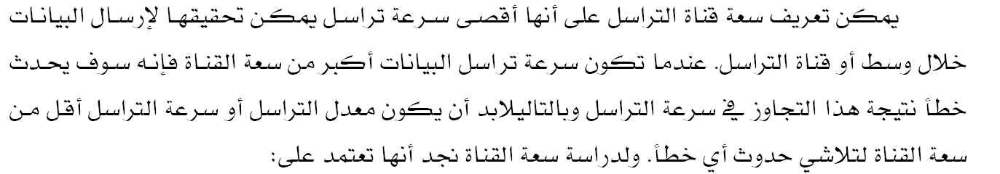 يمكن تعريف سعة قناة التراسل على أنها أقصى سرعة تراسل يمكن تحقيقها لإرسال البيانات
خلال وسط أو قناة التراسل. عندما تكون سرعة تراسل البيانات أكبر من سعة القناة فإنه سوف يحدث
خطأ نتيجة هذا التجاوز في سرعة التراسل وبالتاليلابد أن يكون معدل التراسل أو سرعة التراسل أقل من
سعة القناة لتلاشي حدوث أي خطأ. ولدراسة سعة القناة نجد أنها تعتمد على: